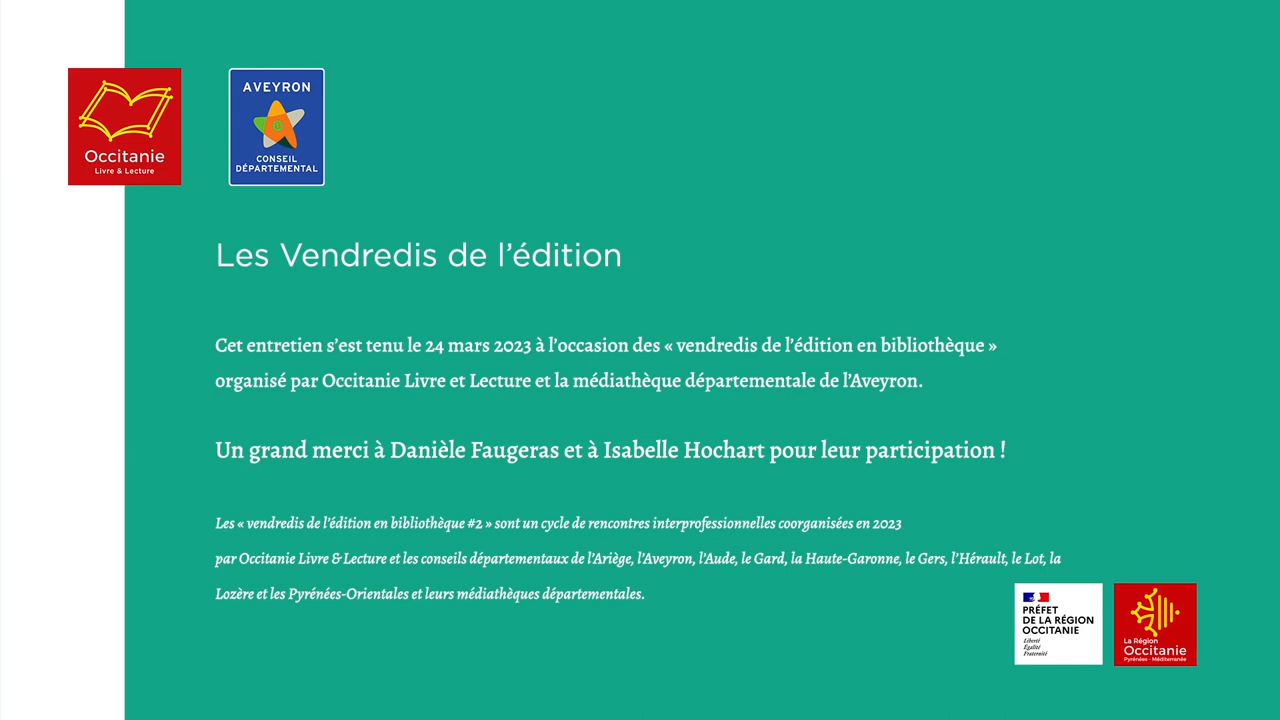 Occitanie
Livre & Lecture
AVEYRON
CONSEIL
DÉPARTEMENTAL
Les Vendredis de l’édition
Cet entretien s’est tenu le 24 mars 2023 à l’occasion des « vendredis de l’édition en bibliothèque »
organisé par Occitanie Livre et Lecture et la médiathèque départementale de l’Aveyron.
Un grand merci à Danièle Faugeras et à Isabelle Hochart pour leur participation !
Les « vendredis de l’édition en bibliothèque #2 » sont un cycle de rencontres interprofessionnelles coorganisées en 2023
par Occitanie Livre & Lecture et les conseils départementaux de l’Ariège, l’Aveyron, l’Aude, le Gard, la Haute-Garonne, le Gers, l’Hérault, le Lot, la
Lozère et les Pyrénées-Orientales et leurs médiathèques départementales.
PRÉFET
DE LA RÉGION
OCCITANIE
Liberté
Égalité
Fraternité
La Région
Occitanie
Pyrénées - Méditerranée